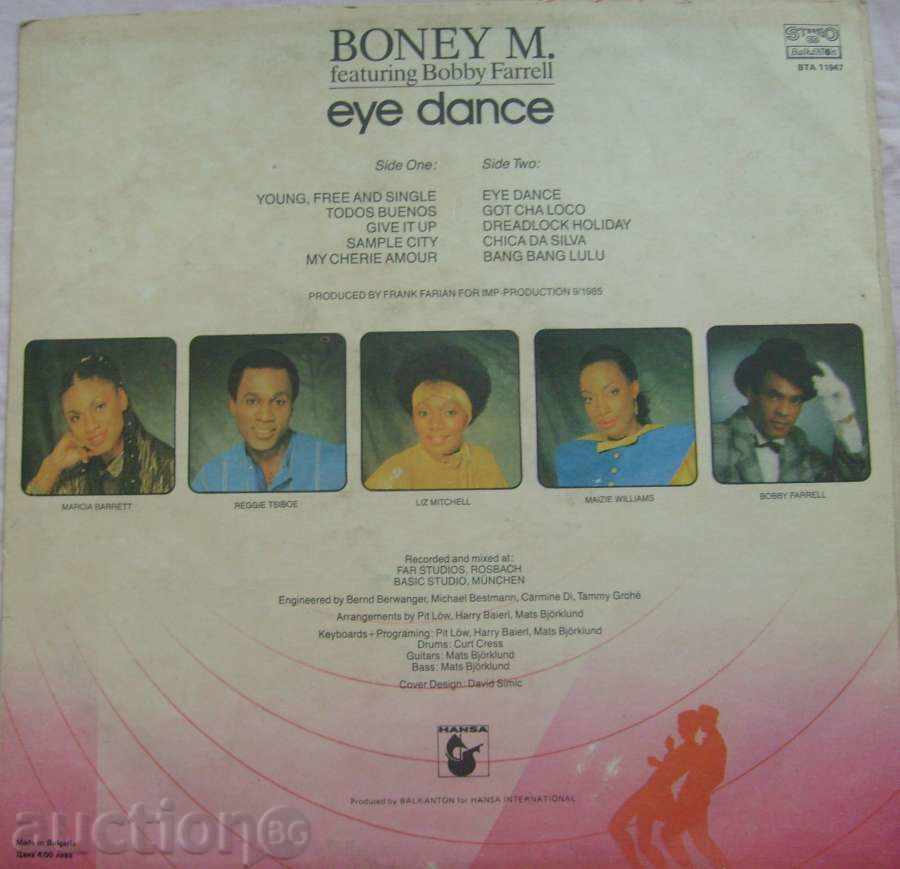 BONEY M.
featuring Bobby Farrell
eye dance
STEREO
Balkanton
BTA 11947
Side One:
YOUNG, FREE AND SINGLE
TODOS BUENOS
GIVE IT UP
SAMPLE CITY
MY CHERIE AMOUR
Side Two:
EYE DANCE
GOT CHA LOCO
DREADLOCK HOLIDAY
CHICA DA SILVA
BANG BANG LULU
PRODUCED BY FRANK FARIAN FOR IMP-PRODUCTION 9/1985
MARCIA BARRETT
REGGIE TSIBOE
LIZ MITCHELL
MAIZIE WILLIAMS
BOBBY FARRELL
Recorded and mixed at:
FAR STUDIOS, ROSBACH
BASIC STUDIO, MÜNCHEN
Engineered by Bernd Berwanger, Michael Bestmann, Carmine Di, Tammy Grohé
Arrangements by Pit Löw, Harry Baierl, Mats Björklund
Keyboards+Programing: Pit Löw, Harry Baierl, Mats Björklund
Drums: Curt Cress
Guitars: Mats Björklund
Bass: Mats Björklund
Cover Design: David Simic
HANSA
Produced by BALKANTON for HANSA INTERNATIONAL
Made in Bulgaria
Цена 4.00 лева
auction BG